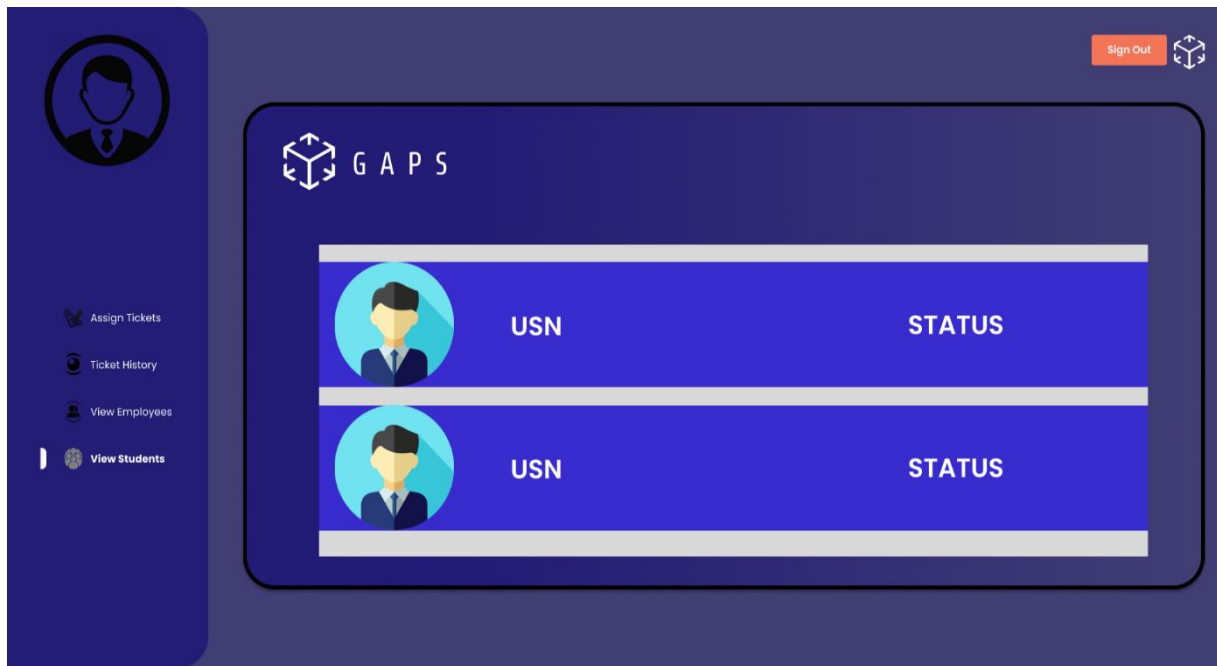 Sign Out
GAPS
Assign Tickets
Ticket History
View Employees
View Students
USN STATUS
USN STATUS